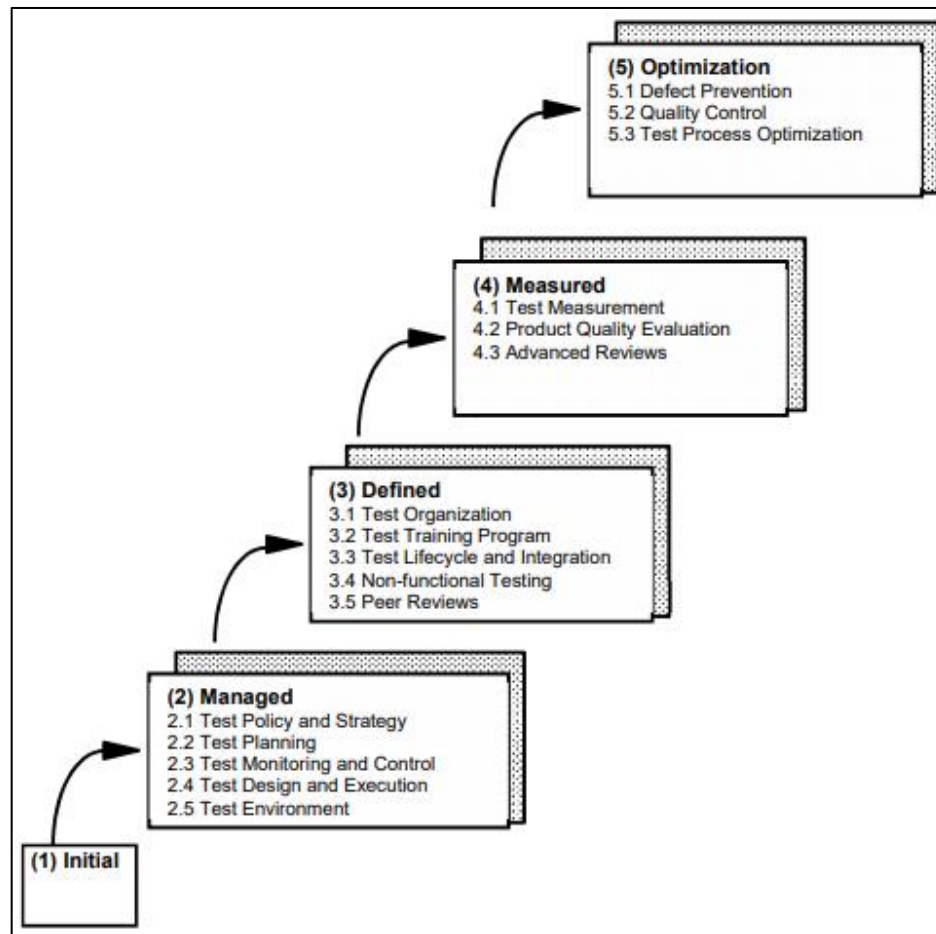 (5) Optimization
5.1 Defect Prevention
5.2 Quality Control
5.3 Test Process Optimization
(4) Measured
4.1 Test Measurement
4.2 Product Quality Evaluation
4.3 Advanced Reviews
(3) Defined
3.1 Test Organization
3.2 Test Training Program
3.3 Test Lifecycle and Integration
3.4 Non-functional Testing
3.5 Peer Reviews
(2) Managed
2.1 Test Policy and Strategy
2.2 Test Planning
2.3 Test Monitoring and Control
2.4 Test Design and Execution
2.5 Test Environment
(1) Initial